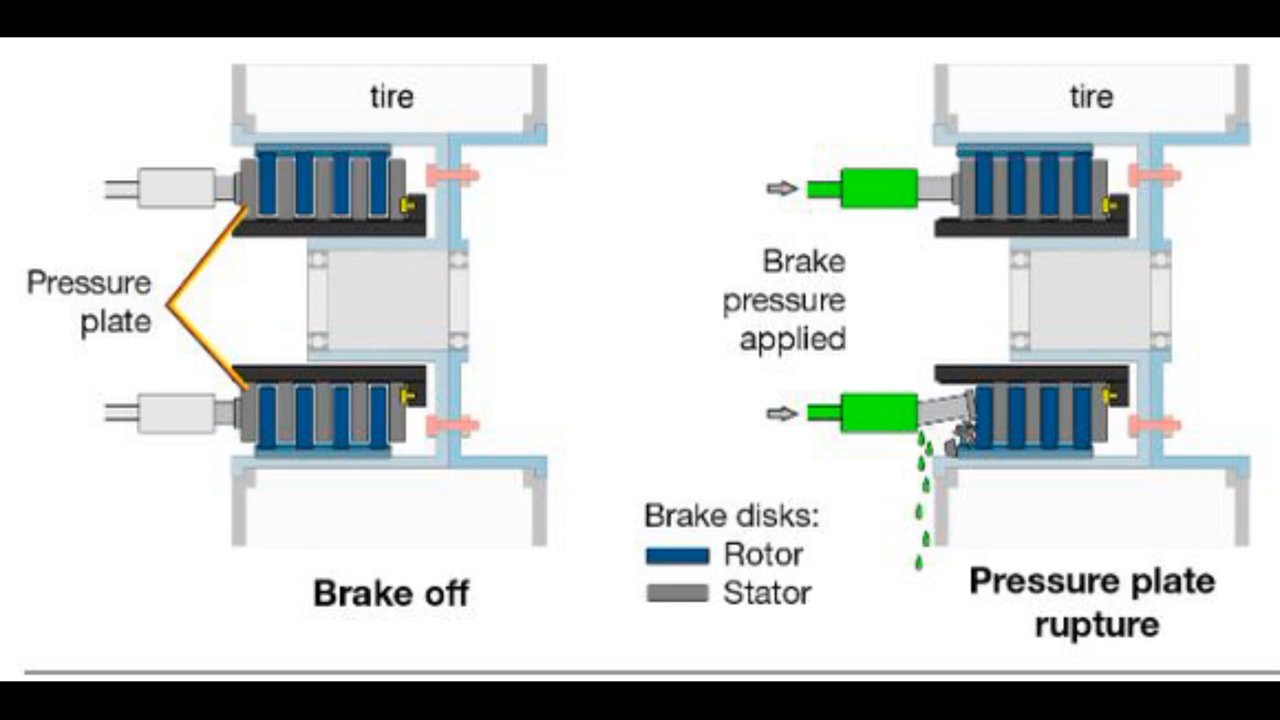 tire
Pressure
plate
Brake off
tire
Brake
pressure
applied
Brake disks:
Rotor
Stator
Pressure plate
rupture